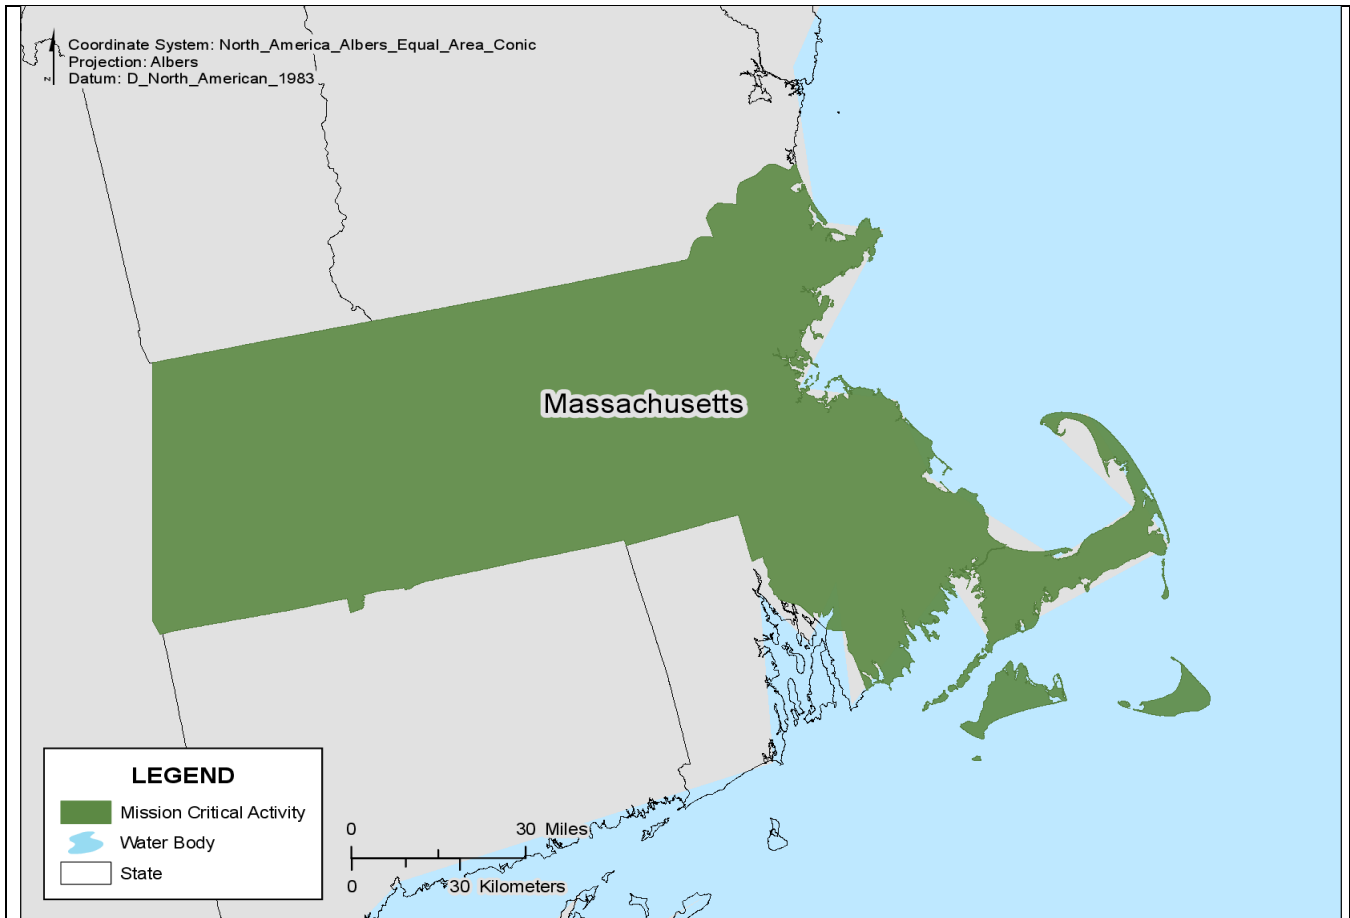 Coordinate System: North_America_Albers_Equal_Area_Conic
Projection: Albers
Datum: D_North_American_1983
N
Massachusetts
LEGEND
Mission Critical Activity
Water Body
State
0 30 Miles
0 30 Kilometers